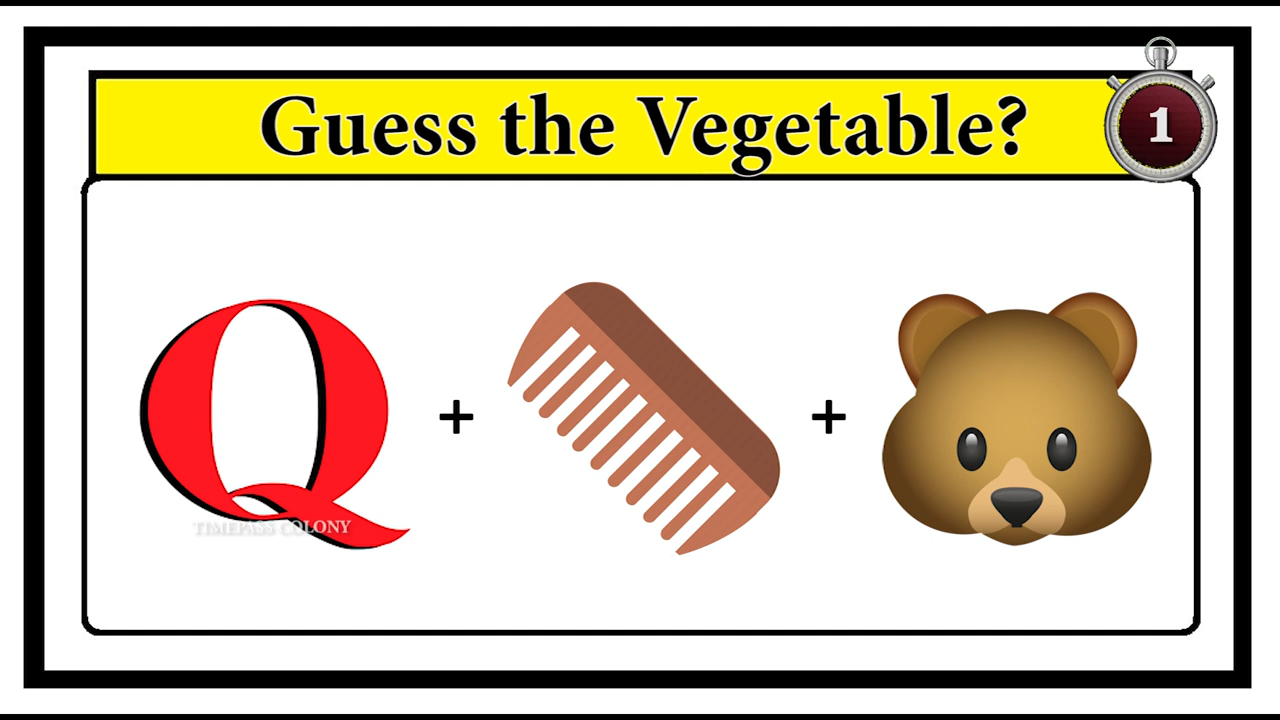 Guess the Vegetable?
1
Q + +
TIMEPASS COLONY